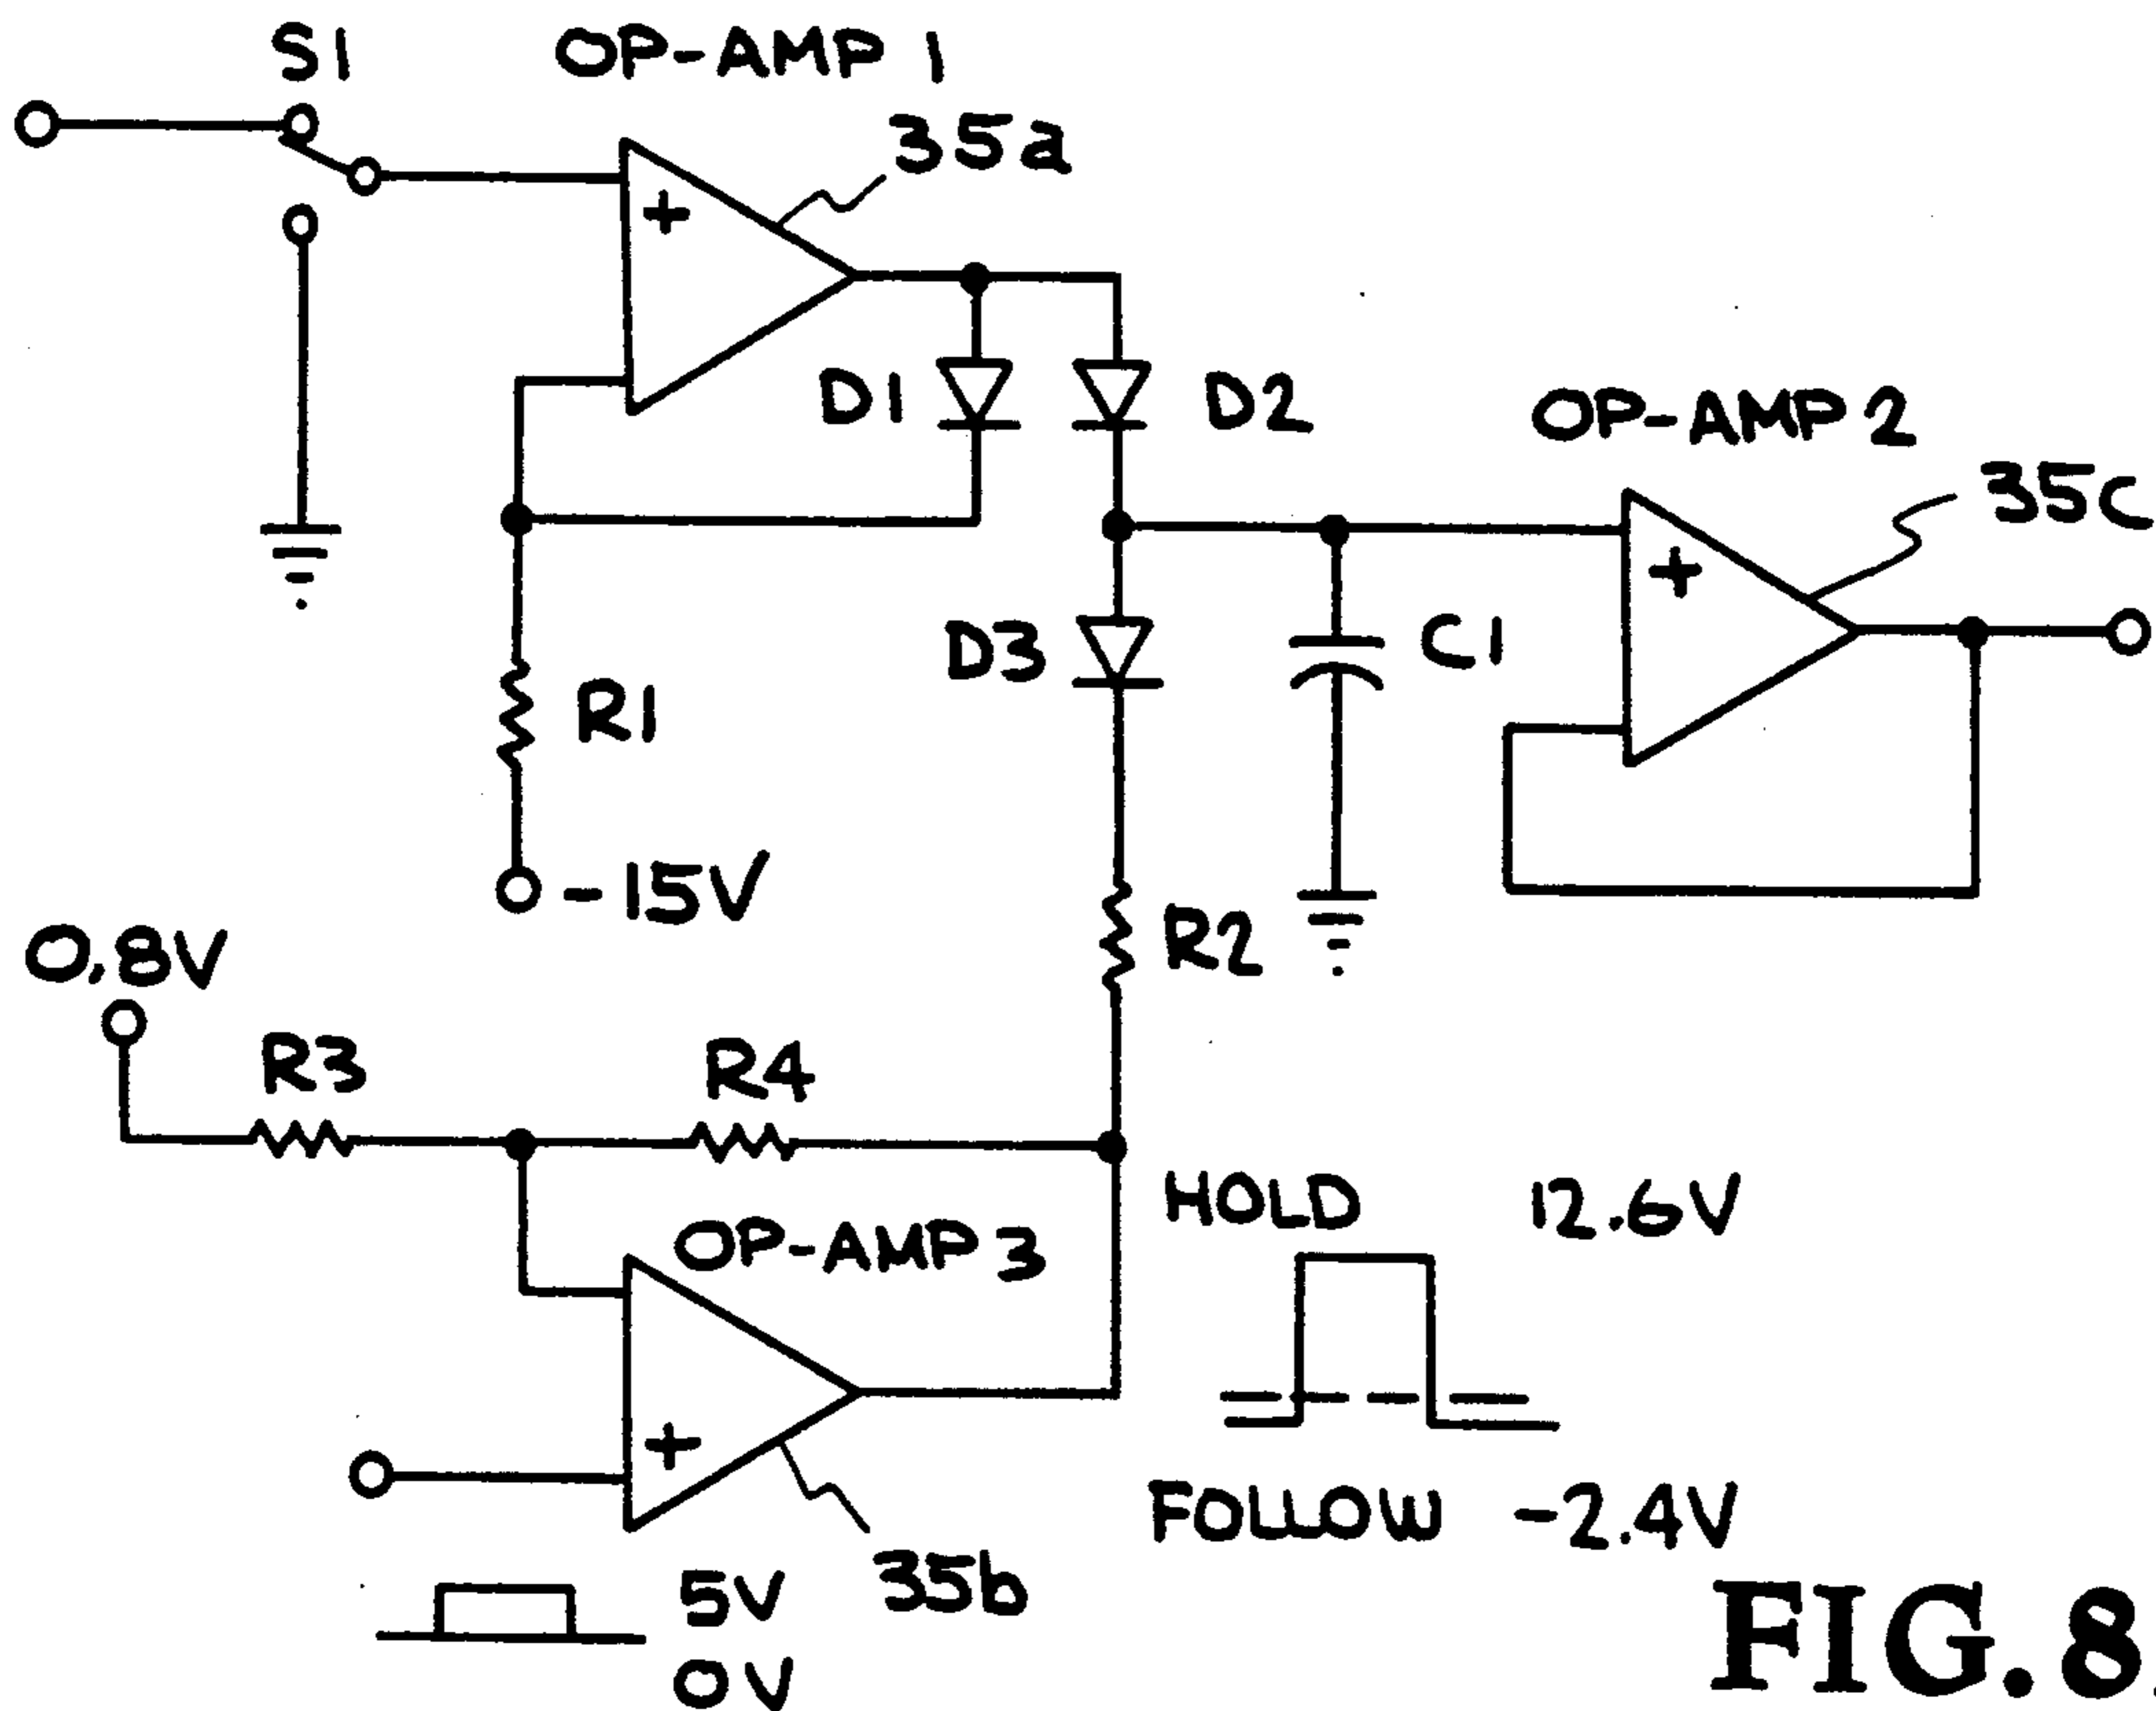 S1
OP-AMP 1
35a
+
D1
D2
OP-AMP 2
35C
+
D3
C1
R1
-15V
0,8V
R2
R3
R4
HOLD 12.6V
OP-AMP 3
+
FOLLOW -2.4V
35b
5V
0V
FIG.8.